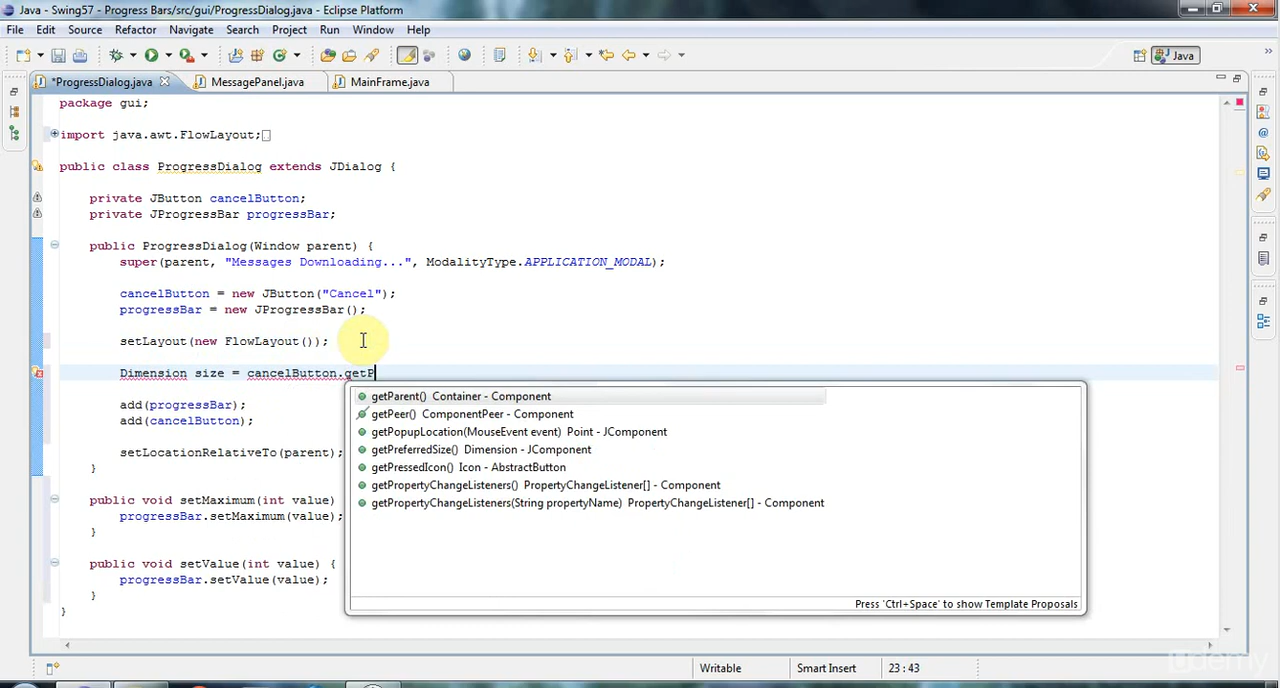 Java - Swing57 - Progress Bars/src/gui/ProgressDialog.java - Eclipse Platform
File Edit Source Refactor Navigate Search Project Run Window Help
Java
*ProgressDialog.java MessagePanel.java MainFrame.java
package gui;
import java.awt.FlowLayout;
public class ProgressDialog extends JDialog {
private JButton cancelButton;
private JProgressBar progressBar;
public ProgressDialog(Window parent) {
super(parent, "Messages Downloading...", ModalityType.APPLICATION_MODAL);
cancelButton = new JButton("Cancel");
progressBar = new JProgressBar();
setLayout(new FlowLayout());
Dimension size = cancelButton.getP
getParent() Container - Component
add(progressBar);
getPeer() ComponentPeer - Component
add(cancelButton);
getPopupLocation(MouseEvent event) Point - JComponent
getPreferredSize() Dimension - JComponent
setLocationRelativeTo(parent);
getPressedIcon() Icon - AbstractButton
}
getPropertyChangeListeners() PropertyChangeListener[] - Component
public void setMaximum(int value) {
getPropertyChangeListeners(String propertyName) PropertyChangeListener[] - Component
progressBar.setMaximum(value);
}
public void setValue(int value) {
progressBar.setValue(value);
}
Press 'Ctrl+Space' to show Template Proposals
}
Writable Smart Insert 23 : 43
udemy